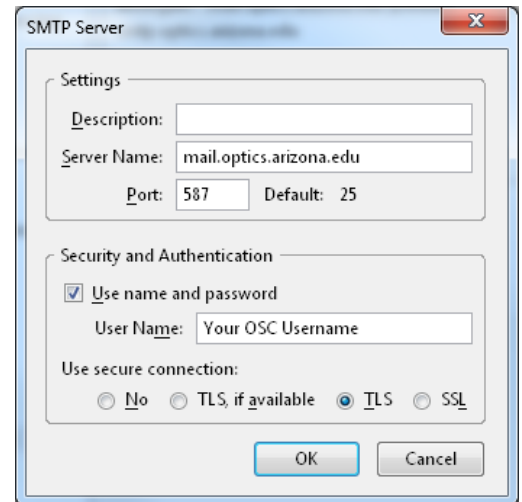 SMTP Server
Settings
Description:
Server Name: mail.optics.arizona.edu
Port: 587 Default: 25
Security and Authentication
Use name and password
User Name: Your OSC Username
Use secure connection:
No TLS, if available TLS SSL
OK Cancel